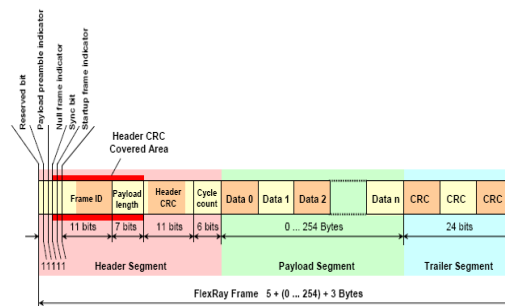 Reserved bit
Payload preamble indicator
Null frame indicator
Sync bit
Startup frame indicator
Header CRC
Covered Area
Frame ID
Payload
length
Header
CRC
Cycle
count
Data 0
Data 1
Data 2
Data n
CRC
CRC
CRC
11111
11 bits
7 bits
11 bits
6 bits
0 ... 254 Bytes
24 bits
Header Segment
Payload Segment
Trailer Segment
FlexRay Frame 5 + (0 ... 254) + 3 Bytes